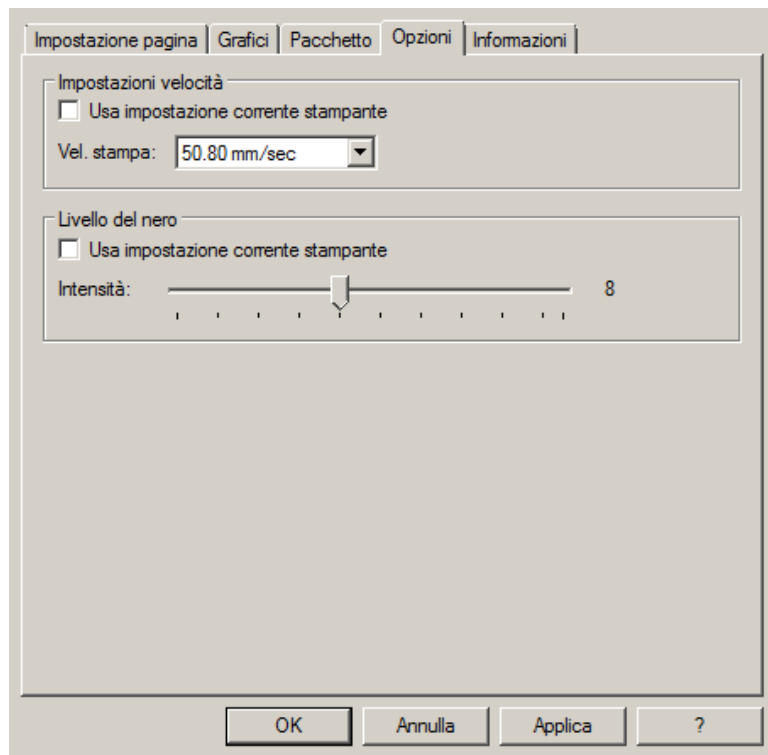 Impostazione pagina Grafici Pacchetto Opzioni Informazioni
Impostazioni velocità
Usa impostazione corrente stampante
Vel. stampa: 50.80 mm/sec
Livello del nero
Usa impostazione corrente stampante
Intensità: 8
OK Annulla Applica ?